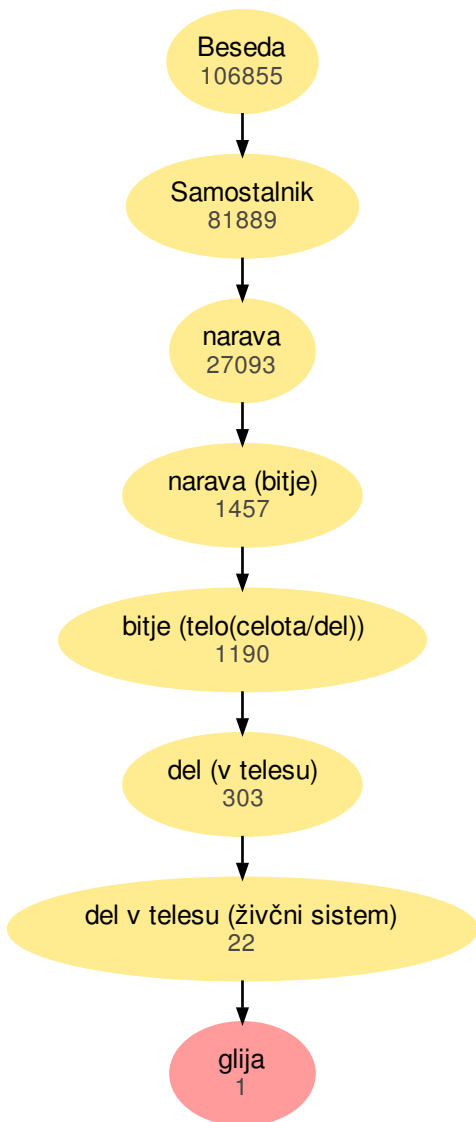 Beseda
106855
Samostalnik
81889
narava
27093
narava (bitje)
1457
bitje (telo(celota/del))
1190
del (v telesu)
303
del v telesu (živčni sistem)
22
glija
1